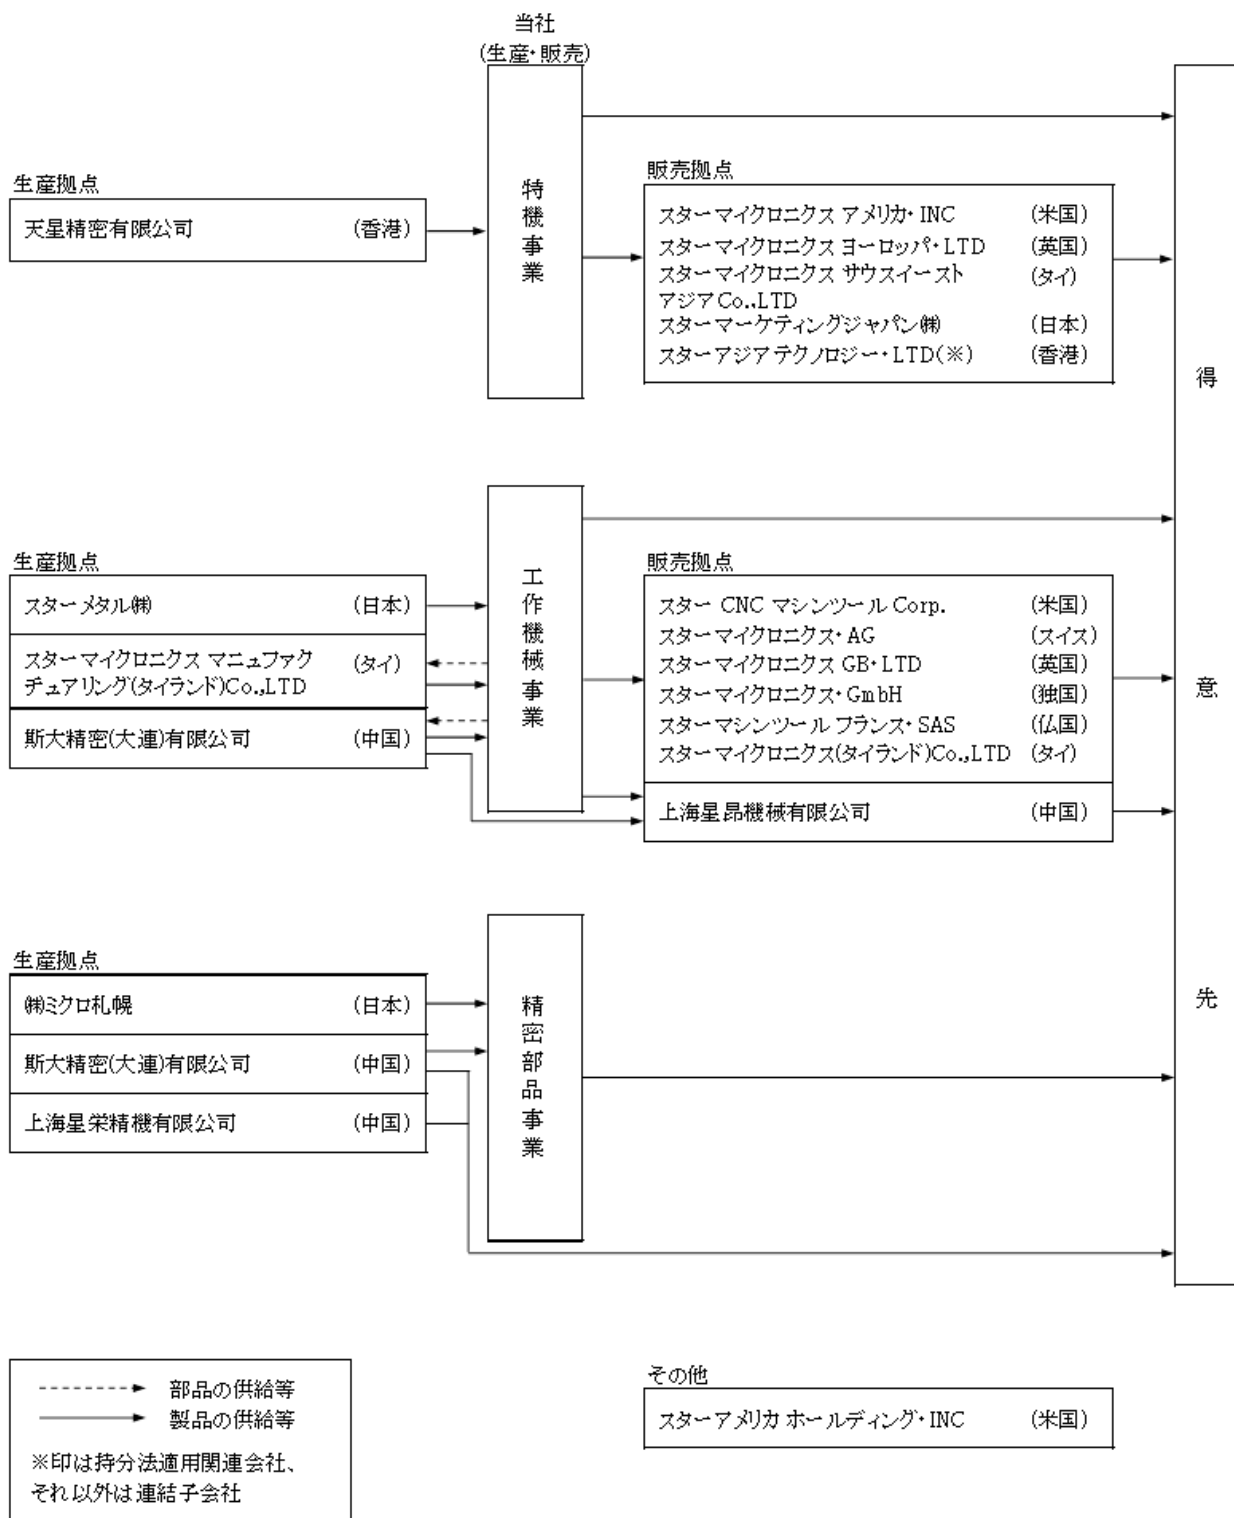 当社
(生産・販売)
特機事業
生産拠点
天星精密有限公司 (香港)
販売拠点
スターマイクロニクス アメリカ・INC (米国)
スターマイクロニクス ヨーロッパ・LTD (英国)
スターマイクロニクス サウスイースト (タイ)
アジアCo.,LTD
スターマーケティングジャパン㈱ (日本)
スターアジアテクノロジー・LTD(※) (香港)
得意先
工作機械事業
生産拠点
スターメタル㈱ (日本)
スターマイクロニクス マニュファク (タイ)
チュアリング(タイランド)Co.,LTD
斯大精密(大連)有限公司 (中国)
販売拠点
スター CNC マシンツール Corp. (米国)
スターマイクロニクス・AG (スイス)
スターマイクロニクス GB・LTD (英国)
スターマイクロニクス・GmbH (独国)
スターマシンツール フランス・SAS (仏国)
スターマイクロニクス(タイランド)Co.,LTD (タイ)
上海星昂機械有限公司 (中国)
精密部品事業
生産拠点
㈱ミクロ札幌 (日本)
斯大精密(大連)有限公司 (中国)
上海星栄精機有限公司 (中国)
部品の供給等
製品の供給等
※印は持分法適用関連会社、
それ以外は連結子会社
その他
スターアメリカ ホールディング・INC (米国)